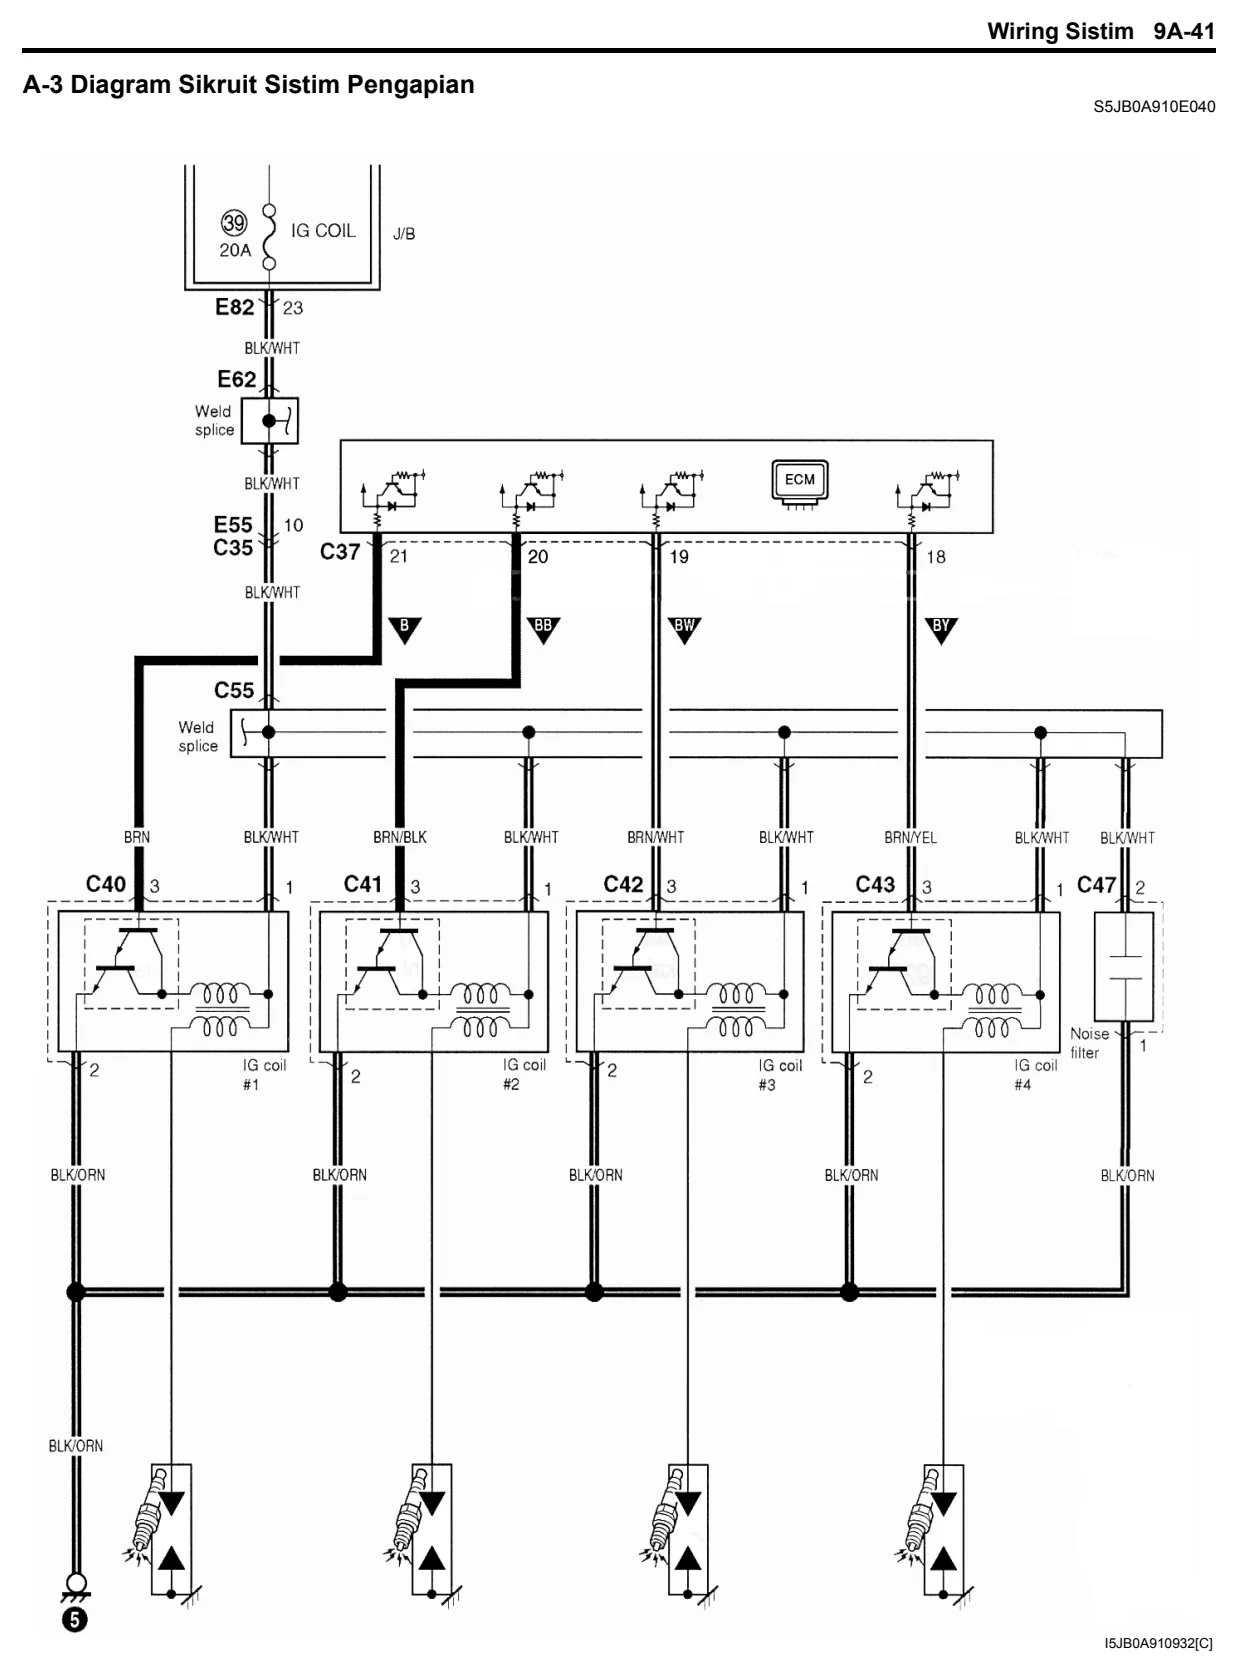 Wiring Sistim 9A-41
A-3 Diagram Sikruit Sistim Pengapian
S5JB0A910E040
39
20A
IG COIL
J/B
E82 23
BLK/WHT
E62
Weld
splice
BLK/WHT
ECM
E55 10
C35
C37 21 20 19 18
BLK/WHT
B BB BW BY
C55
Weld
splice
BRN BLK/WHT BRN/BLK BLK/WHT BRN/WHT BLK/WHT BRN/YEL BLK/WHT BLK/WHT
C40 3 1 C41 3 1 C42 3 1 C43 3 1 C47 2
Noise
filter
1
2 IG coil
#1
2 IG coil
#2
2 IG coil
#3
2 IG coil
#4
BLK/ORN BLK/ORN BLK/ORN BLK/ORN BLK/ORN
BLK/ORN
5
I5JB0A910932[C]